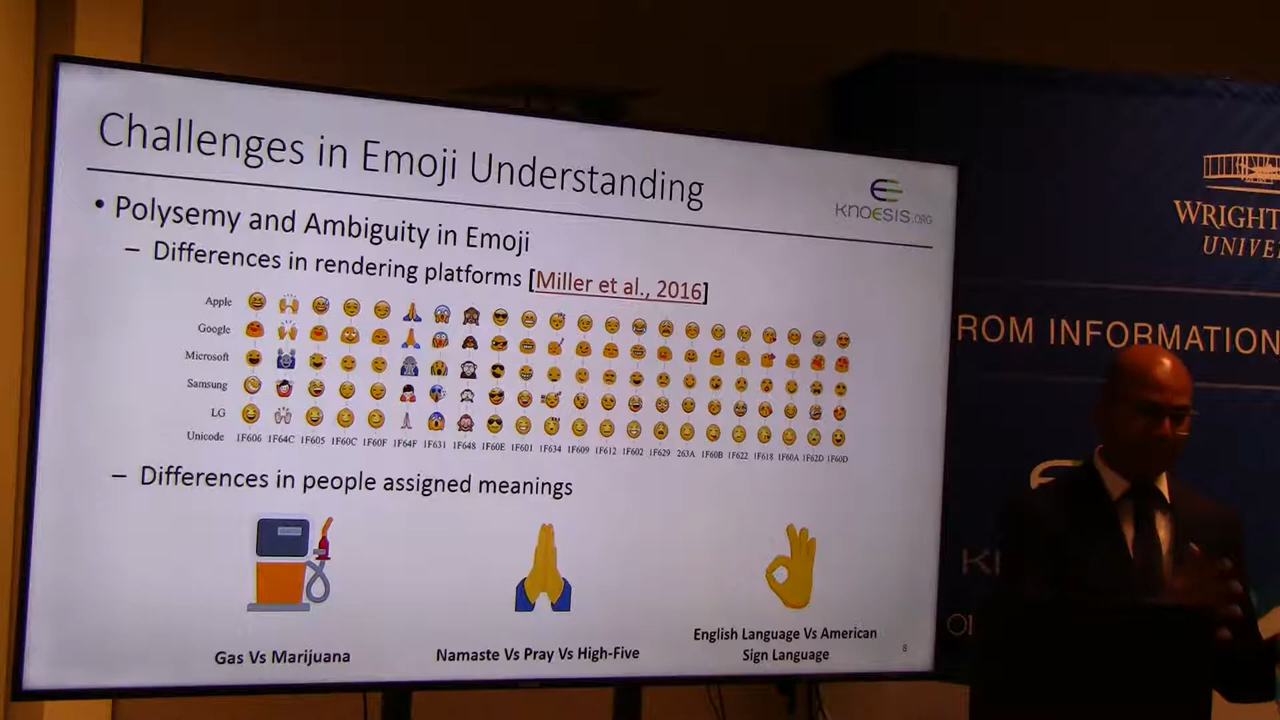 Challenges in Emoji Understanding
KNOESIS.ORG
• Polysemy and Ambiguity in Emoji
– Differences in rendering platforms [Miller et al., 2016]
Apple
Google
Microsoft
Samsung
LG
Unicode 1F606 1F64C 1F605 1F60C 1F60F 1F64F 1F631 1F648 1F60E 1F601 1F634 1F609 1F612 1F602 1F629 263A 1F60B 1F622 1F618 1F60A 1F62D 1F60D
– Differences in people assigned meanings
Gas Vs Marijuana
Namaste Vs Pray Vs High-Five
English Language Vs American
Sign Language
8
WRIGHT
UNIVE
ROM INFORMATION